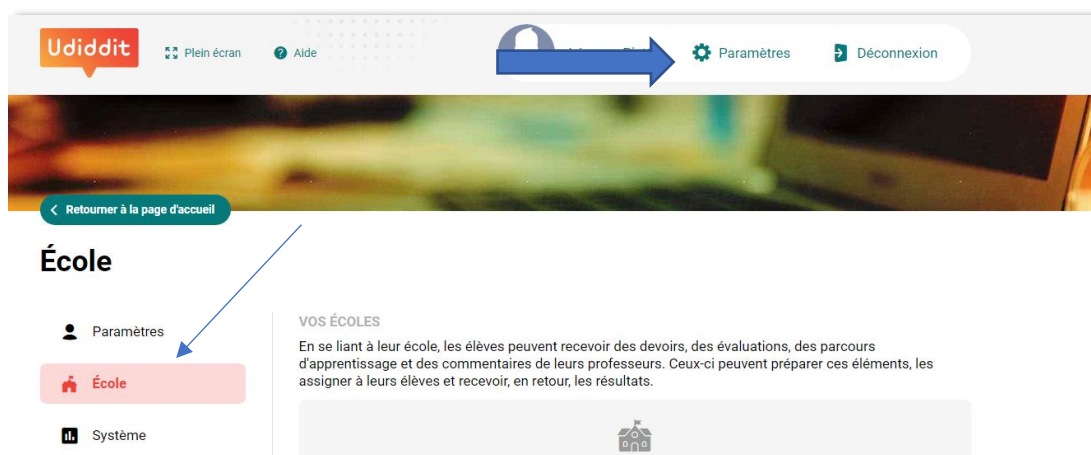 Udiddit
Plein écran
Aide
Paramètres
Déconnexion
Retourner à la page d'accueil
École
Paramètres
École
Système
VOS ÉCOLES
En se liant à leur école, les élèves peuvent recevoir des devoirs, des évaluations, des parcours
d'apprentissage et des commentaires de leurs professeurs. Ceux-ci peuvent préparer ces éléments, les
assigner à leurs élèves et recevoir, en retour, les résultats.